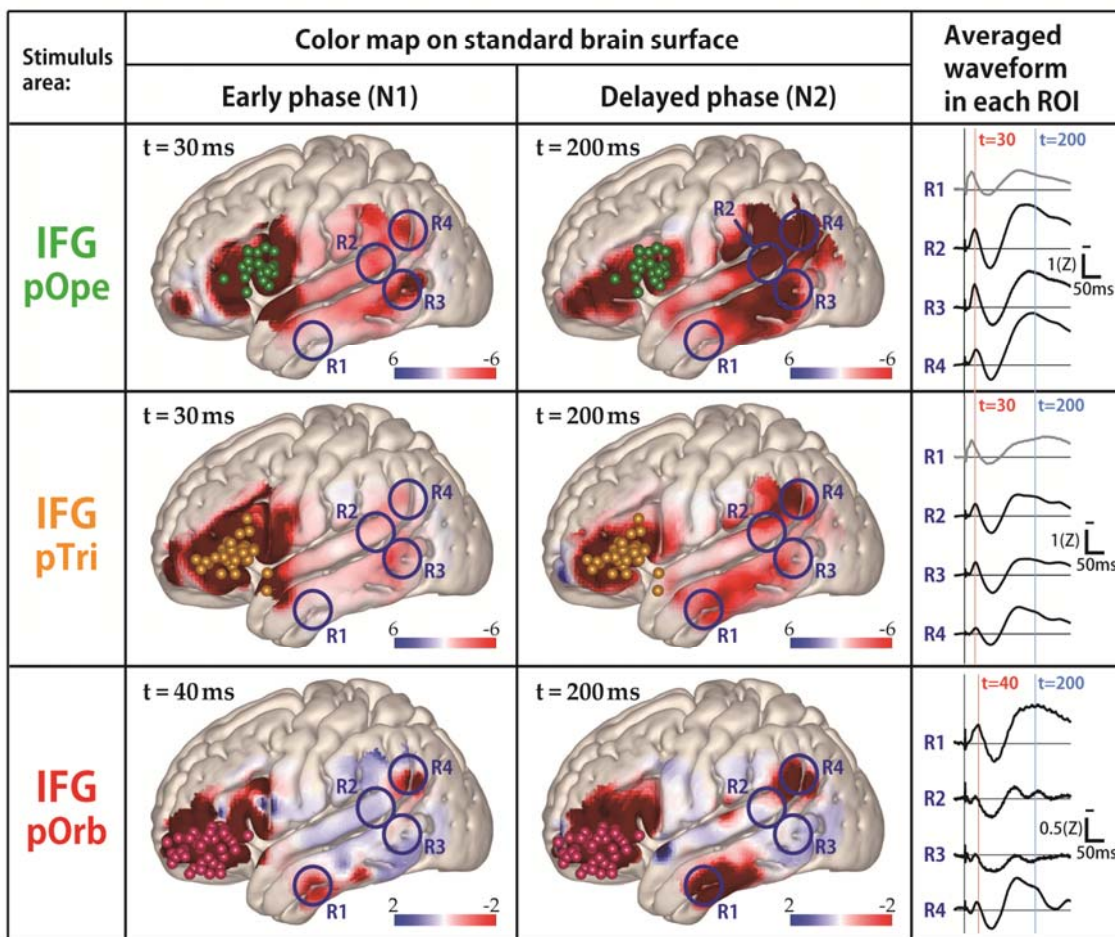 Stimululs
area:
Color map on standard brain surface
Averaged
waveform
in each ROI
Early phase (N1)
Delayed phase (N2)
IFG
pOpe
t = 30 ms
R2
R4
R3
R1
6
-6
t = 200 ms
R2
R4
R3
R1
6
-6
t=30
t=200
R1
R2
1(Z)
50ms
R3
R4
IFG
pTri
t = 30 ms
R4
R2
R3
R1
6
-6
t = 200 ms
R4
R2
R3
R1
6
-6
t=30
t=200
R1
R2
1(Z)
50ms
R3
R4
IFG
pOrb
t = 40 ms
R4
R2
R3
R1
2
-2
t = 200 ms
R4
R2
R3
R1
2
-2
t=40
t=200
R1
R2
0.5(Z)
50ms
R3
R4